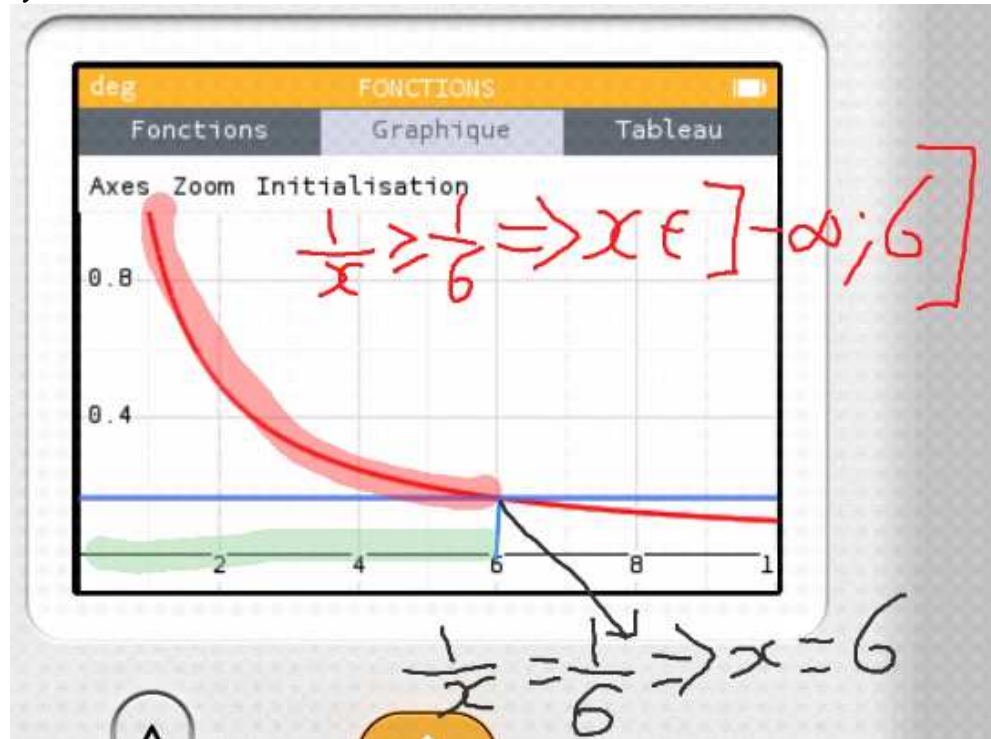 deg FONCTIONS
Fonctions Graphique Tableau
Axes Zoom Initialisation
1/x ≥ 1/6 ⇒ x ∈ ]-∞; 6]
0.8
0.4
2 4 6 8 1
1/x = 1/6 ⇒ x = 6